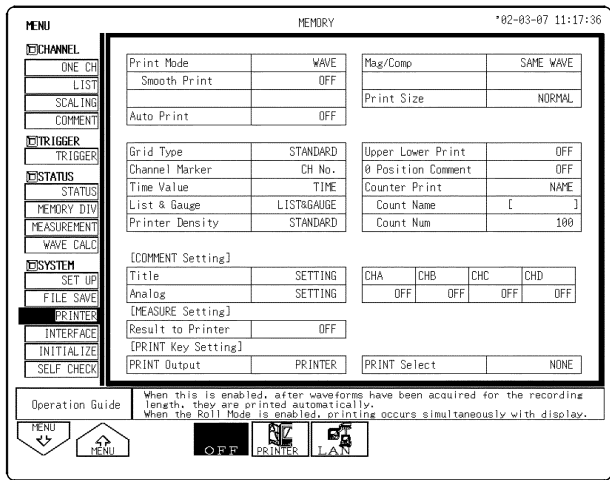 MENU
MEMORY
'02-03-07 11:17:36
CHANNEL
ONE CH
LIST
SCALING
COMMENT
TRIGGER
TRIGGER
STATUS
STATUS
MEMORY DIV
MEASUREMENT
WAVE CALC
SYSTEM
SET UP
FILE SAVE
PRINTER
INTERFACE
INITIALIZE
SELF CHECK
Print Mode WAVE
Smooth Print OFF
Auto Print OFF
Mag/Comp SAME WAVE
Print Size NORMAL
Grid Type STANDARD
Channel Marker CH No.
Time Value TIME
List & Gauge LIST&GAUGE
Printer Density STANDARD
Upper Lower Print OFF
0 Position Comment OFF
Counter Print NAME
Count Name [ ]
Count Num 100
[COMMENT Setting]
Title SETTING
Analog SETTING
CHA CHB CHC CHD
OFF OFF OFF OFF
[MEASURE Setting]
Result to Printer OFF
[PRINT Key Setting]
PRINT Output PRINTER
PRINT Select NONE
Operation Guide
When this is enabled, after waveforms have been acquired for the recording
length, they are printed automatically.
When the Roll Mode is enabled, printing occurs simultaneously with display.
MENU
MENU
OFF
PRINTER
LAN